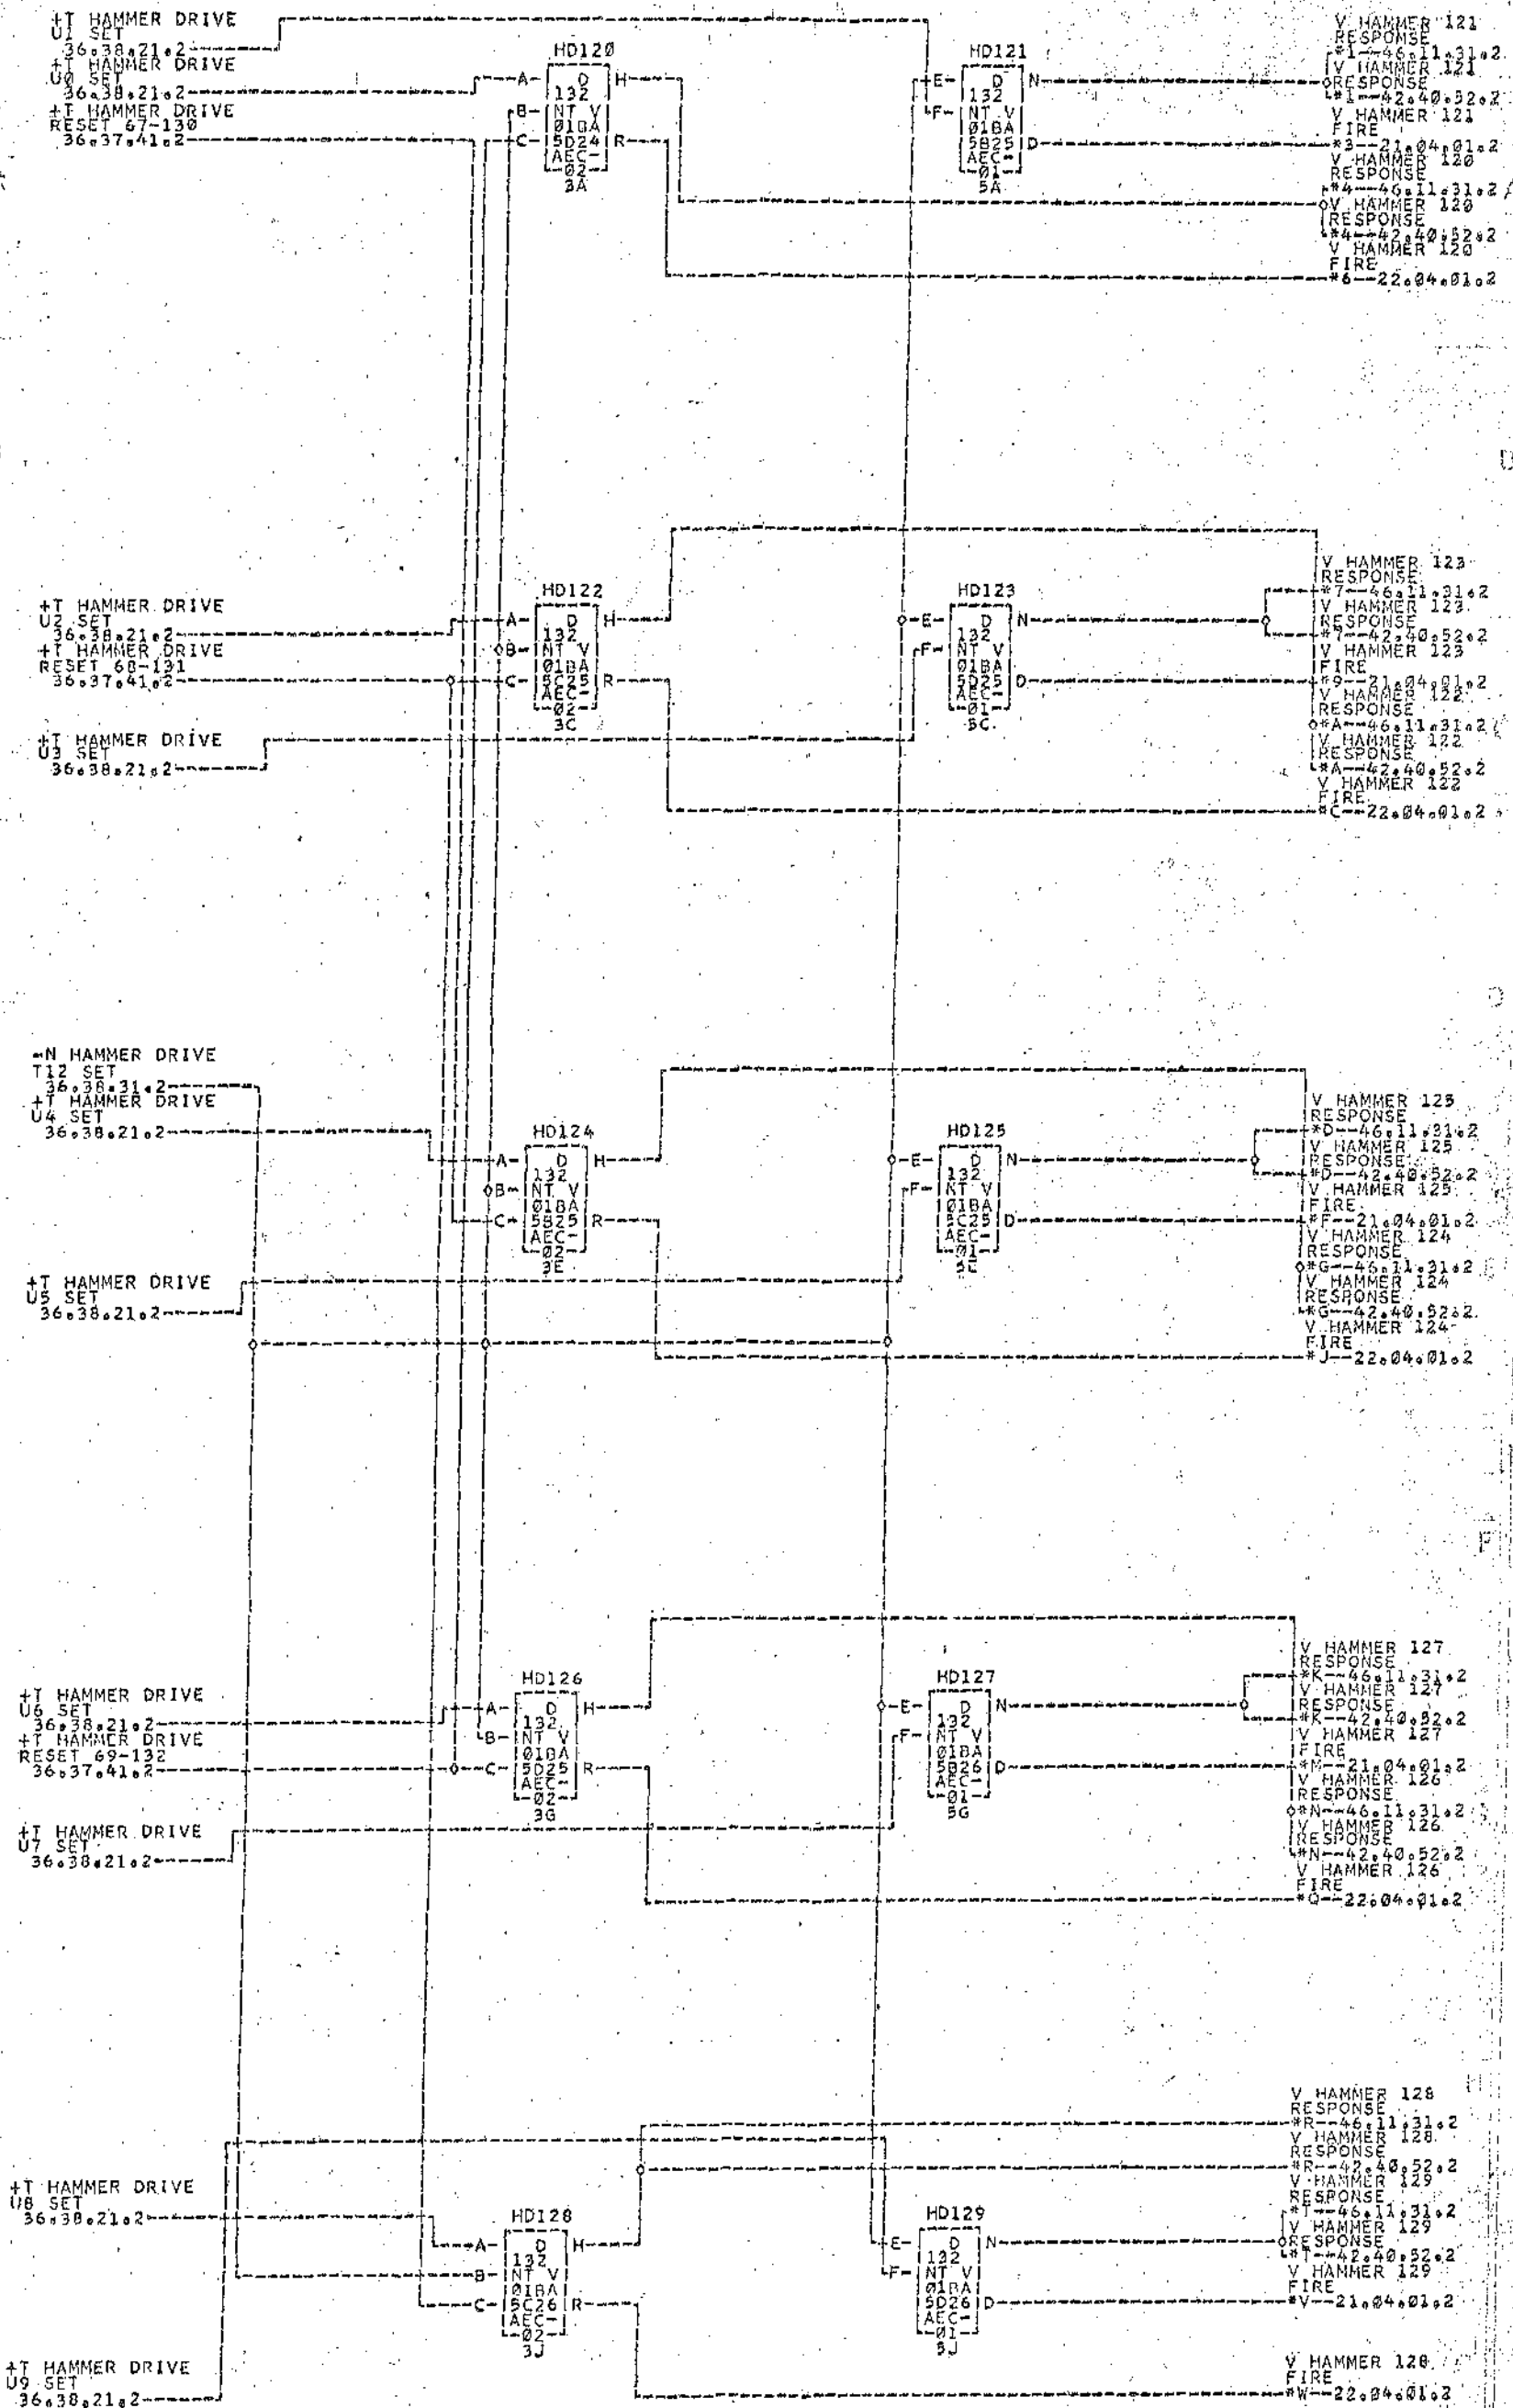 +T HAMMER DRIVE
U1 SET
36.38.21.2
+T HAMMER DRIVE
U0 SET
36.38.21.2
+T HAMMER DRIVE
RESET 67-130
36.37.41.2
HD120
A D H
132
B NT V
01BA
C 5D24 R
AEC-
02
3A
HD121
E D N
132
F NT V
01BA
5B25 D
AEC-
01
5A
V HAMMER 121
RESPONSE
*1--46.11.31.2
V HAMMER 121
RESPONSE
*1--42.40.52.2
V HAMMER 121
FIRE
*3--21.04.01.2
V HAMMER 120
RESPONSE
*4--46.11.31.2
V HAMMER 120
RESPONSE
*4--42.40.52.2
V HAMMER 120
FIRE
*6--22.04.01.2
+T HAMMER DRIVE
U2 SET
36.38.21.2
+T HAMMER DRIVE
RESET 68-131
36.37.41.2
+T HAMMER DRIVE
U3 SET
36.38.21.2
HD122
A D H
132
B NT V
01BA
C 5C25 R
AEC-
02
3C
HD123
E D N
132
F NT V
01BA
5D25 D
AEC-
01
5C
V HAMMER 123
RESPONSE
*7--46.11.31.2
V HAMMER 123
RESPONSE
*7--42.40.52.2
V HAMMER 123
FIRE
*9--21.04.01.2
V HAMMER 122
RESPONSE
*A--46.11.31.2
V HAMMER 122
RESPONSE
*A--42.40.52.2
V HAMMER 122
FIRE
*C--22.04.01.2
-N HAMMER DRIVE
T12 SET
36.38.31.2
+T HAMMER DRIVE
U4 SET
36.38.21.2
+T HAMMER DRIVE
U5 SET
36.38.21.2
HD124
A D H
132
B NT V
01BA
C 5B25 R
AEC-
02
3E
HD125
E D N
132
F NT V
01BA
5C25 D
AEC-
01
5E
V HAMMER 125
RESPONSE
*D--46.11.31.2
V HAMMER 125
RESPONSE
*D--42.40.52.2
V HAMMER 125
FIRE
*F--21.04.01.2
V HAMMER 124
RESPONSE
*G--46.11.31.2
V HAMMER 124
RESPONSE
*G--42.40.52.2
V HAMMER 124
FIRE
*J--22.04.01.2
+T HAMMER DRIVE
U6 SET
36.38.21.2
+T HAMMER DRIVE
RESET 69-132
36.37.41.2
+T HAMMER DRIVE
U7 SET
36.38.21.2
HD126
A D H
132
B NT V
01BA
C 5D25 R
AEC-
02
3G
HD127
E D N
132
F NT V
01BA
5B26 D
AEC-
01
5G
V HAMMER 127
RESPONSE
*K--46.11.31.2
V HAMMER 127
RESPONSE
*K--42.40.52.2
V HAMMER 127
FIRE
*M--21.04.01.2
V HAMMER 126
RESPONSE
*N--46.11.31.2
V HAMMER 126
RESPONSE
*N--42.40.52.2
V HAMMER 126
FIRE
*Q--22.04.01.2
+T HAMMER DRIVE
U8 SET
36.38.21.2
+T HAMMER DRIVE
U9 SET
36.38.21.2
HD128
A D H
132
B NT V
01BA
C 5C26 R
AEC-
02
3J
HD129
E D N
132
F NT V
01BA
5D26 D
AEC-
01
5J
V HAMMER 128
RESPONSE
*R--46.11.31.2
V HAMMER 128
RESPONSE
*R--42.40.52.2
V HAMMER 129
RESPONSE
*T--46.11.31.2
V HAMMER 129
RESPONSE
*T--42.40.52.2
V HAMMER 129
FIRE
*V--21.04.01.2
V HAMMER 128
FIRE
*W--22.04.01.2